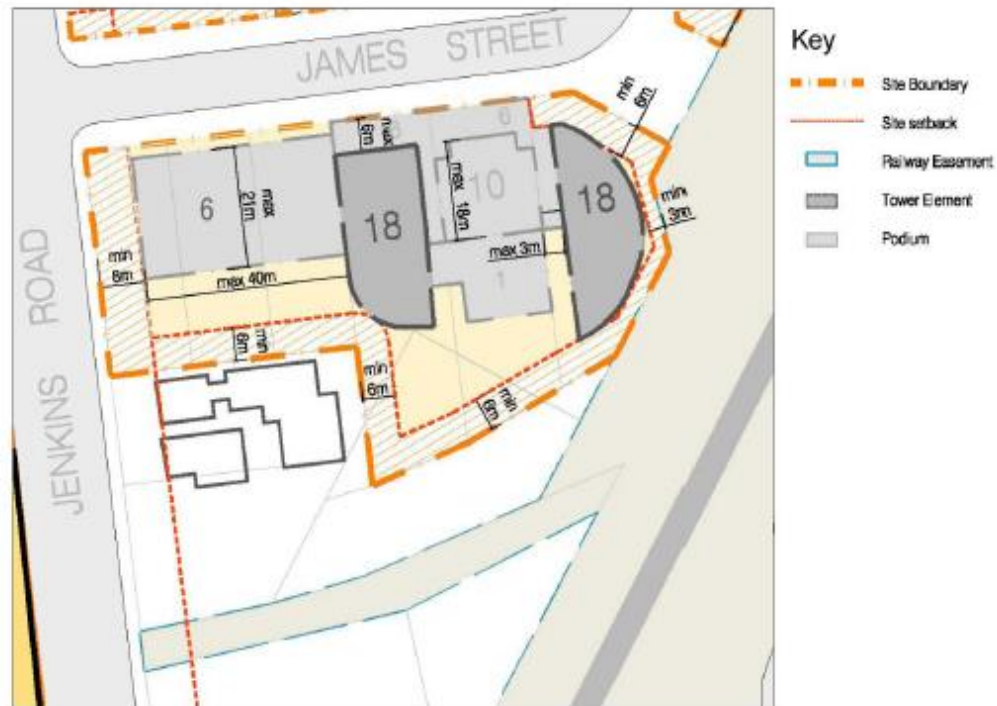 JAMES STREET
JENKINS ROAD
min
6m
max
6m
6
8
max
21m
6
max
18m
10
18
18
min
3m
min
6m
max 3m
1
max 40m
min
6m
min
6m
min
6m
Key
Site Boundary
Site setback
Railway Easement
Tower Element
Podium